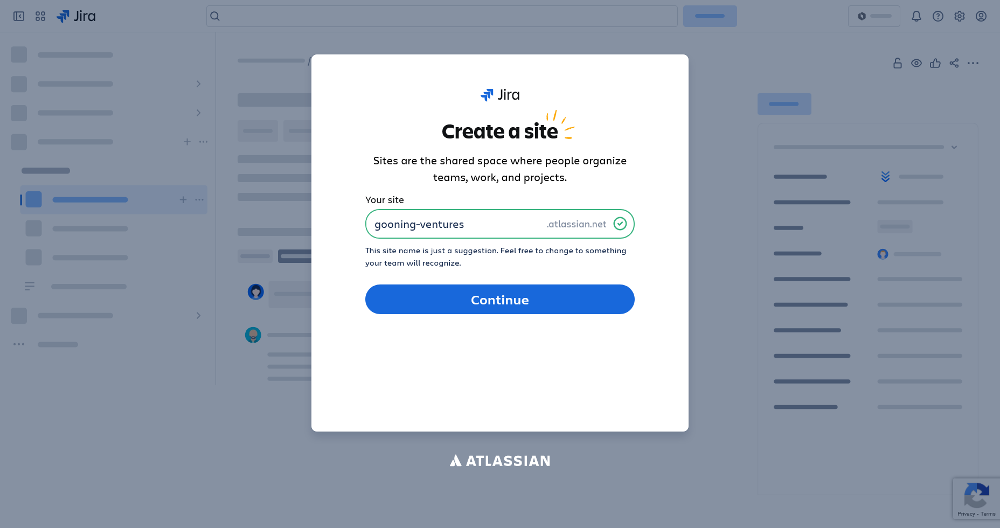 Jira
/
Jira
Create a site
Sites are the shared space where people organize
teams, work, and projects.
Your site
gooning-ventures .atlassian.net
This site name is just a suggestion. Feel free to change to something
your team will recognize.
Continue
ATLASSIAN
Privacy - Terms